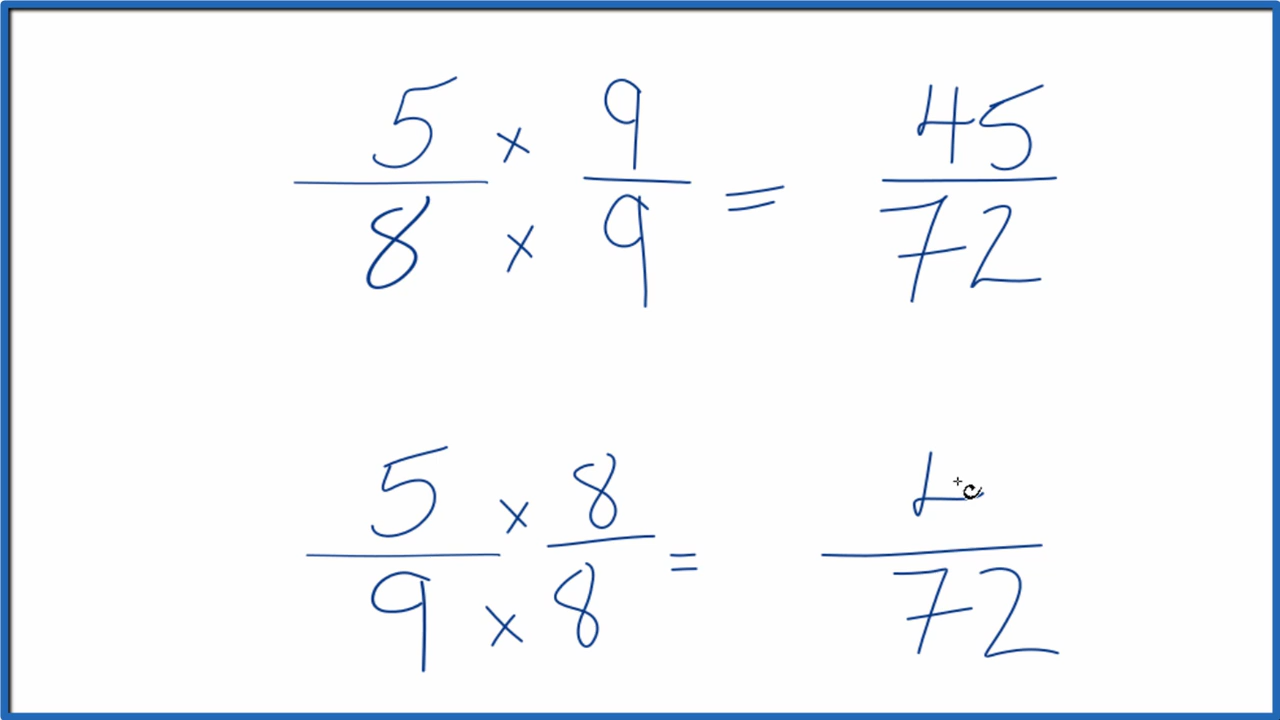 5/8 × 9/9 = 45/72
5/9 × 8/8 = /72